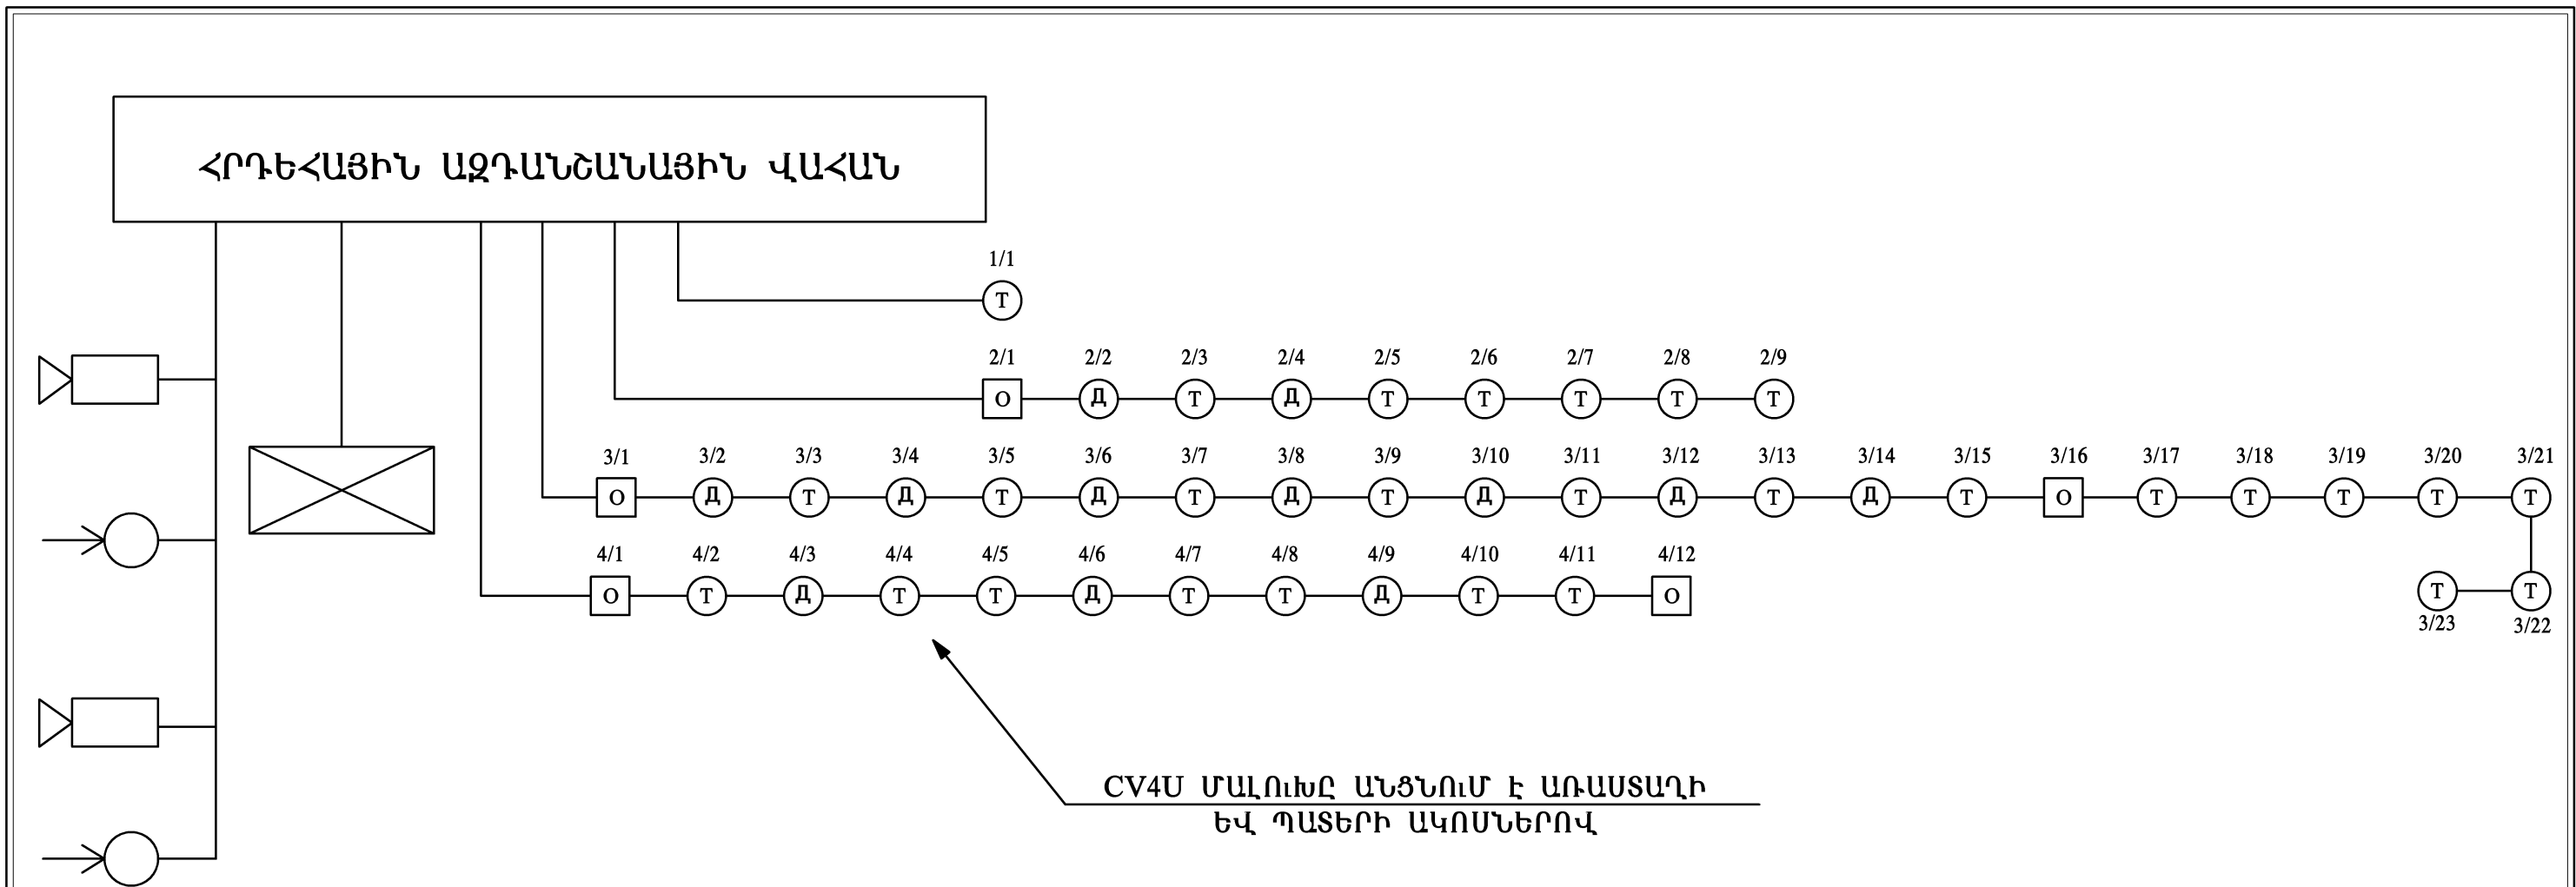 ՀՐԴԵՀԱՅԻՆ ԱԶԴԱՆՇԱՆԱՅԻՆ ՎԱՀԱՆ
1/1
Т
2/1 2/2 2/3 2/4 2/5 2/6 2/7 2/8 2/9
О Д Т Д Т Т Т Т Т
3/1 3/2 3/3 3/4 3/5 3/6 3/7 3/8 3/9 3/10 3/11 3/12 3/13 3/14 3/15 3/16 3/17 3/18 3/19 3/20 3/21
О Д Т Д Т Д Т Д Т Д Т Д Т Д Т О Т Т Т Т Т
4/1 4/2 4/3 4/4 4/5 4/6 4/7 4/8 4/9 4/10 4/11 4/12
О Т Д Т Т Д Т Т Д Т Т О
Т Т
3/23 3/22
CV4U ՄԱԼՈւԽԸ ԱՆՑՆՈւՄ Է ԱՌԱՍՏԱՂԻ
ԵՎ ՊԱՏԵՐԻ ԱԿՈՍՆԵՐՈՎ